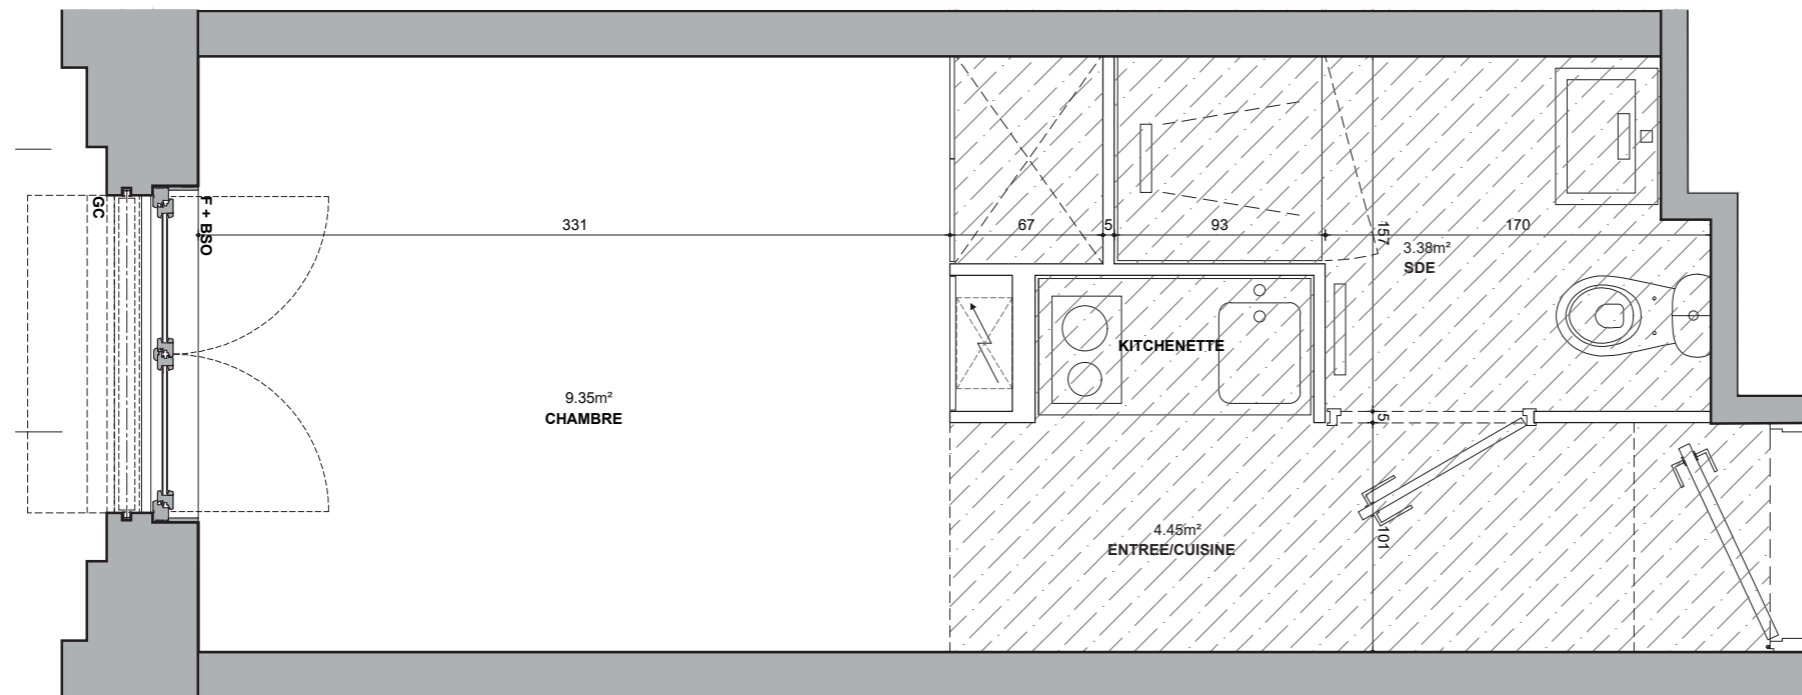 GC
F + BSO
331
67
5
93
157
170
3.38m²
SDE
KITCHENETTE
9.35m²
CHAMBRE
5
4.45m²
ENTREE/CUISINE
101